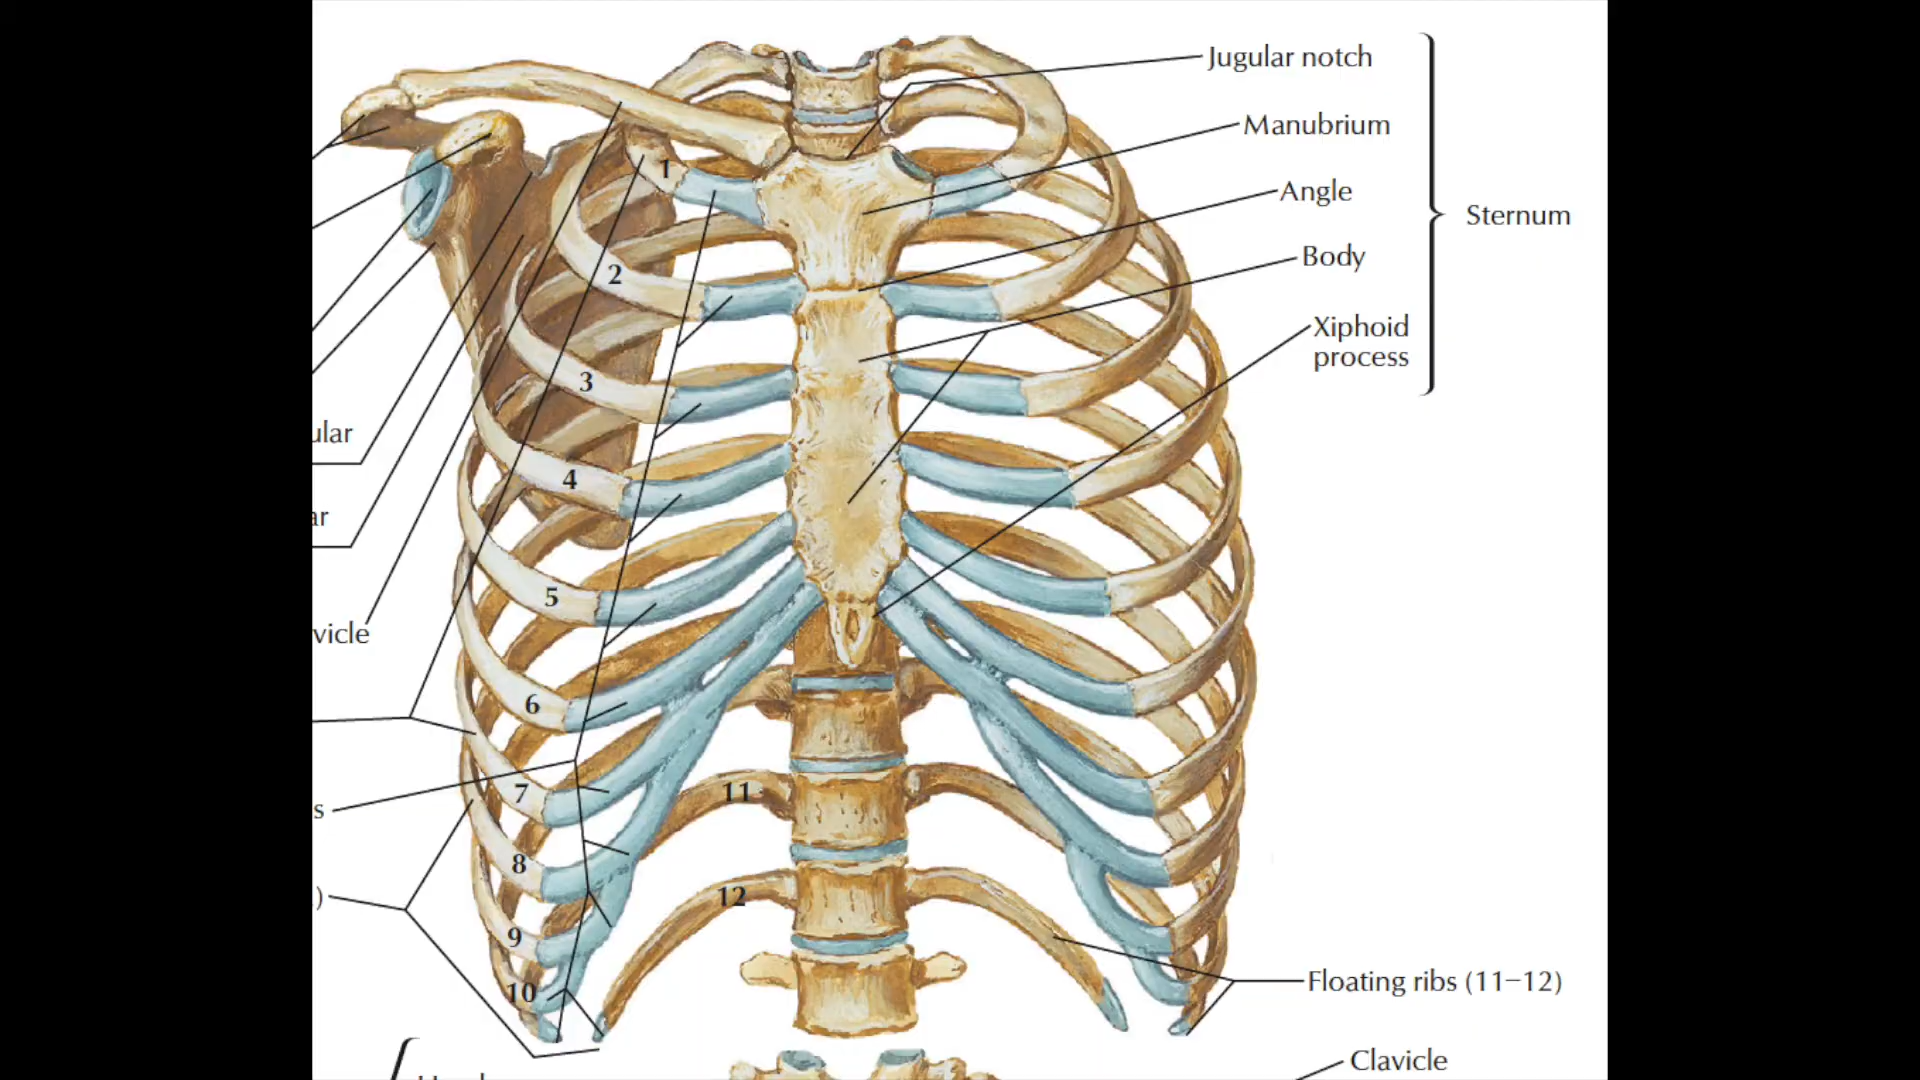 Jugular notch
Manubrium
Angle
Sternum
Body
Xiphoid
process
1
2
3
4
5
6
7
8
9
10
11
12
ular
ar
vicle
s
)
Floating ribs (11–12)
Clavicle